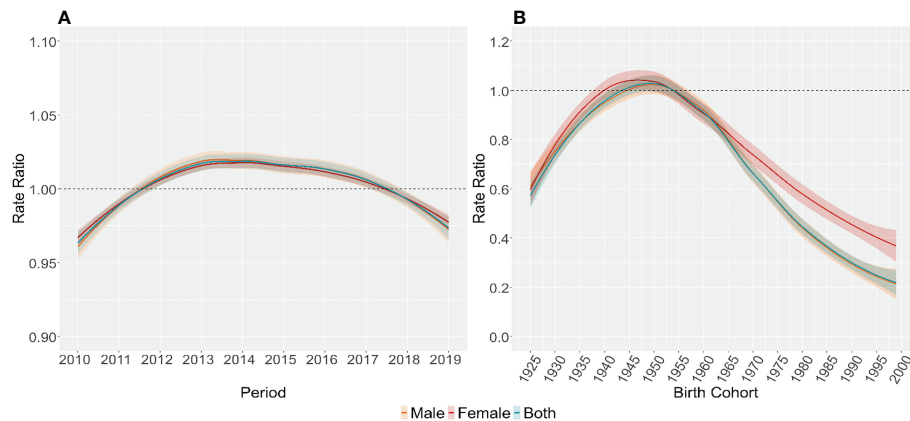 A
1.10
1.05
1.00
0.95
0.90
Rate Ratio
2010 2011 2012 2013 2014 2015 2016 2017 2018 2019
Period
B
1.2
1.0
0.8
0.6
0.4
0.2
0.0
Rate Ratio
1925 1930 1935 1940 1945 1950 1955 1960 1965 1970 1975 1980 1985 1990 1995 2000
Birth Cohort
Male Female Both